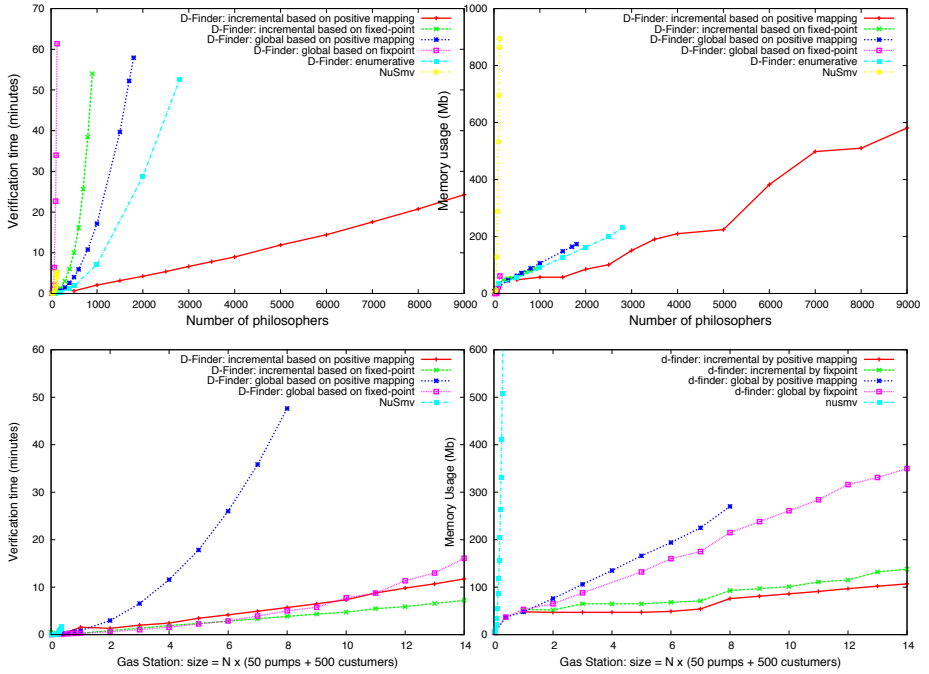 D-Finder: incremental based on positive mapping
D-Finder: incremental based on fixed-point
D-Finder: global based on positive mapping
D-Finder: global based on fixpoint
D-Finder: enumerative
NuSmv
Verification time (minutes)
70
60
50
40
30
20
10
0
0 1000 2000 3000 4000 5000 6000 7000 8000 9000
Number of philosophers
D-Finder: incremental based on positive mapping
D-Finder: incremental based on fixed-point
D-Finder: global based on positive mapping
D-Finder: global based on fixed-point
D-Finder: enumerative
NuSmv
Memory usage (Mb)
1000
800
600
400
200
0
0 1000 2000 3000 4000 5000 6000 7000 8000 9000
Number of philosophers
D-Finder: incremental based on positive mapping
D-Finder: incremental based on fixed-point
D-Finder: global based on positive mapping
D-Finder: global based on fixed-point
NuSmv
Verification time (minutes)
60
50
40
30
20
10
0
0 2 4 6 8 10 12 14
Gas Station: size = N x (50 pumps + 500 custumers)
d-finder: incremental by positive mapping
d-finder: incremental by fixpoint
d-finder: global by positive mapping
d-finder: global by fixpoint
nusmv
Memory Usage (Mb)
600
500
400
300
200
100
0
0 2 4 6 8 10 12 14
Gas Station: size = N x (50 pumps + 500 custumers)